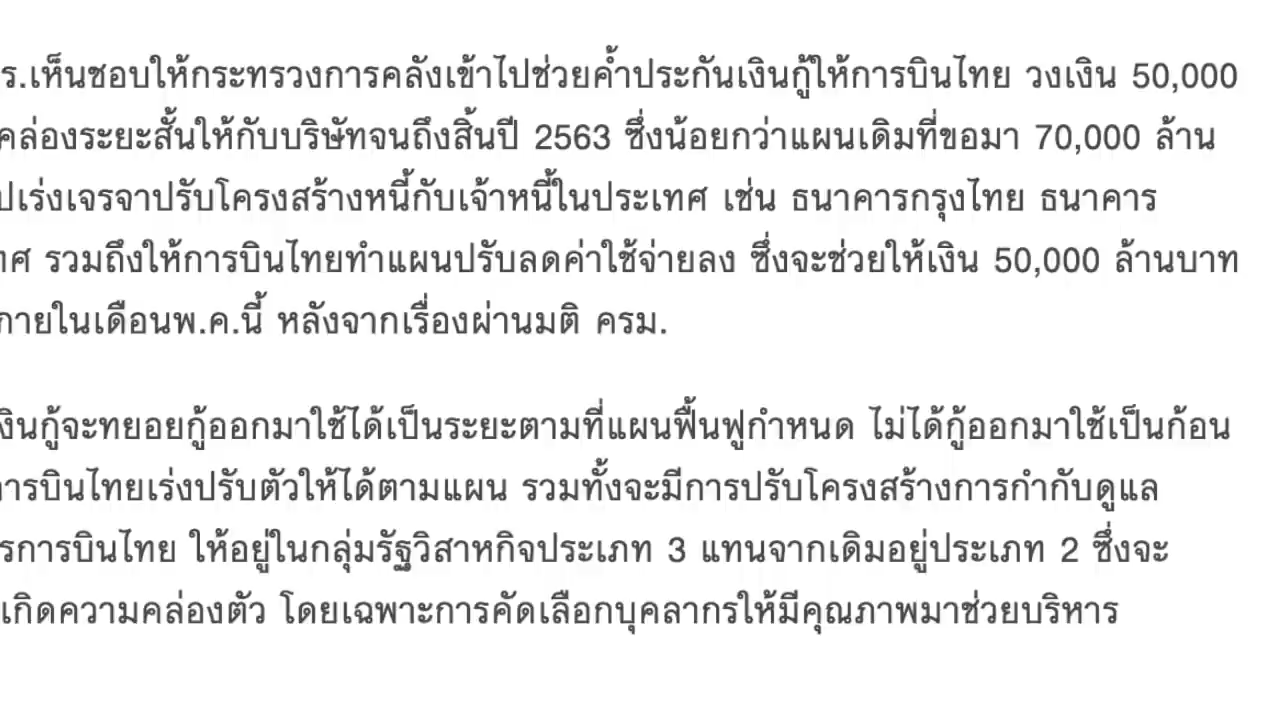 ร.เห็นชอบให้กระทรวงการคลังเข้าไปช่วยค้ำประกันเงินกู้ให้การบินไทย วงเงิน 50,000
คล่องระยะสั้นให้กับบริษัทจนถึงสิ้นปี 2563 ซึ่งน้อยกว่าแผนเดิมที่ขอมา 70,000 ล้าน
ปเร่งเจรจาปรับโครงสร้างหนี้กับเจ้าหนี้ในประเทศ เช่น ธนาคารกรุงไทย ธนาคาร
ทศ รวมถึงให้การบินไทยทำแผนปรับลดค่าใช้จ่ายลง ซึ่งจะช่วยให้เงิน 50,000 ล้านบาท
ภายในเดือนพ.ค.นี้ หลังจากเรื่องผ่านมติ ครม.
งินกู้จะทยอยกู้ออกมาใช้ได้เป็นระยะตามที่แผนฟื้นฟูกำหนด ไม่ได้กู้ออกมาใช้เป็นก้อน
ารบินไทยเร่งปรับตัวให้ได้ตามแผน รวมทั้งจะมีการปรับโครงสร้างการกำกับดูแล
รการบินไทย ให้อยู่ในกลุ่มรัฐวิสาหกิจประเภท 3 แทนจากเดิมอยู่ประเภท 2 ซึ่งจะ
เกิดความคล่องตัว โดยเฉพาะการคัดเลือกบุคลากรให้มีคุณภาพมาช่วยบริหาร